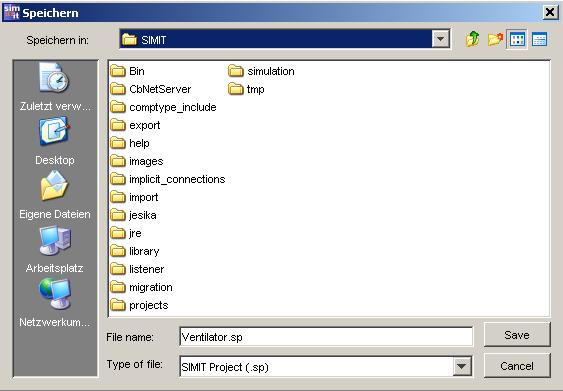 sim it Speichern
Speichern in: SIMIT
Zuletzt verw...
Desktop
Eigene Dateien
Arbeitsplatz
Netzwerkum...
Bin
CbNetServer
comptype_include
export
help
images
implicit_connections
import
jesika
jre
library
listener
migration
projects
simulation
tmp
File name: Ventilator.sp Save
Type of file: SIMIT Project (.sp) Cancel